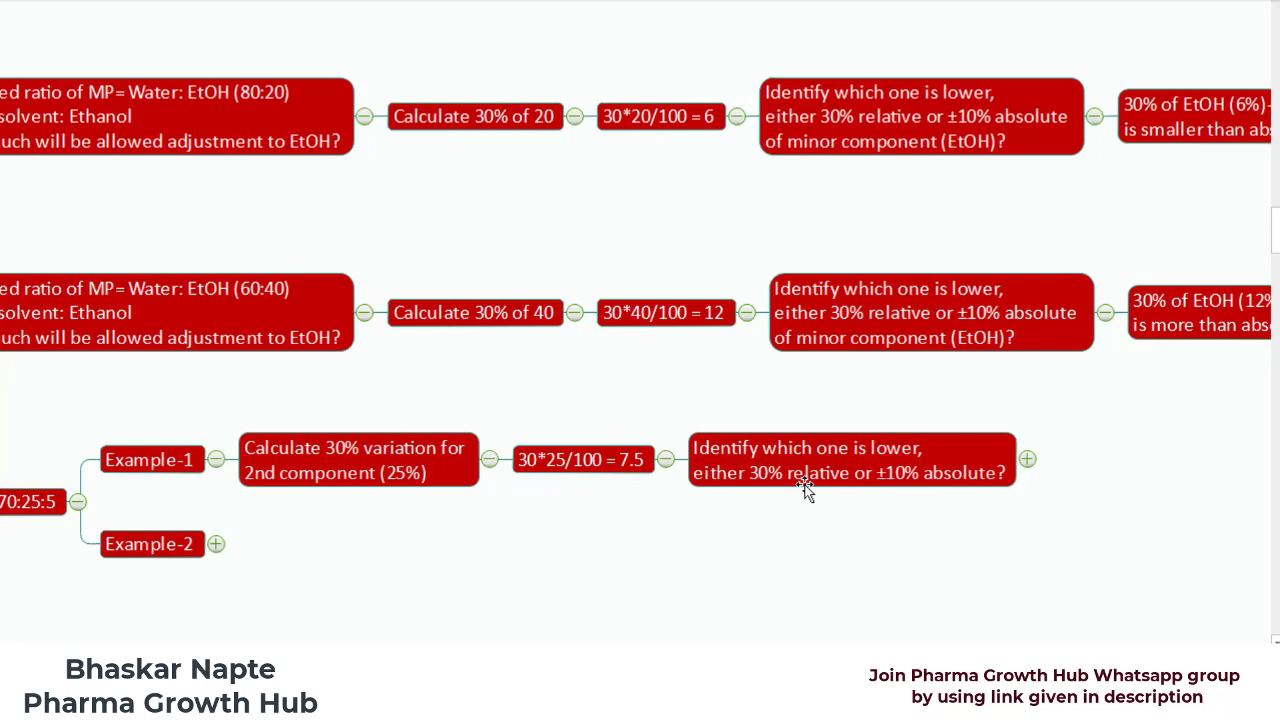 ed ratio of MP= Water: EtOH (80:20)
solvent: Ethanol
uch will be allowed adjustment to EtOH?
Calculate 30% of 20
30*20/100 = 6
Identify which one is lower,
either 30% relative or ±10% absolute
of minor component (EtOH)?
30% of EtOH (6%)-
is smaller than abs
ed ratio of MP= Water: EtOH (60:40)
solvent: Ethanol
uch will be allowed adjustment to EtOH?
Calculate 30% of 40
30*40/100 = 12
Identify which one is lower,
either 30% relative or ±10% absolute
of minor component (EtOH)?
30% of EtOH (12%
is more than abs
70:25:5
Example-1
Calculate 30% variation for
2nd component (25%)
30*25/100 = 7.5
Identify which one is lower,
either 30% relative or ±10% absolute?
Example-2
Bhaskar Napte
Pharma Growth Hub
Join Pharma Growth Hub Whatsapp group
by using link given in description